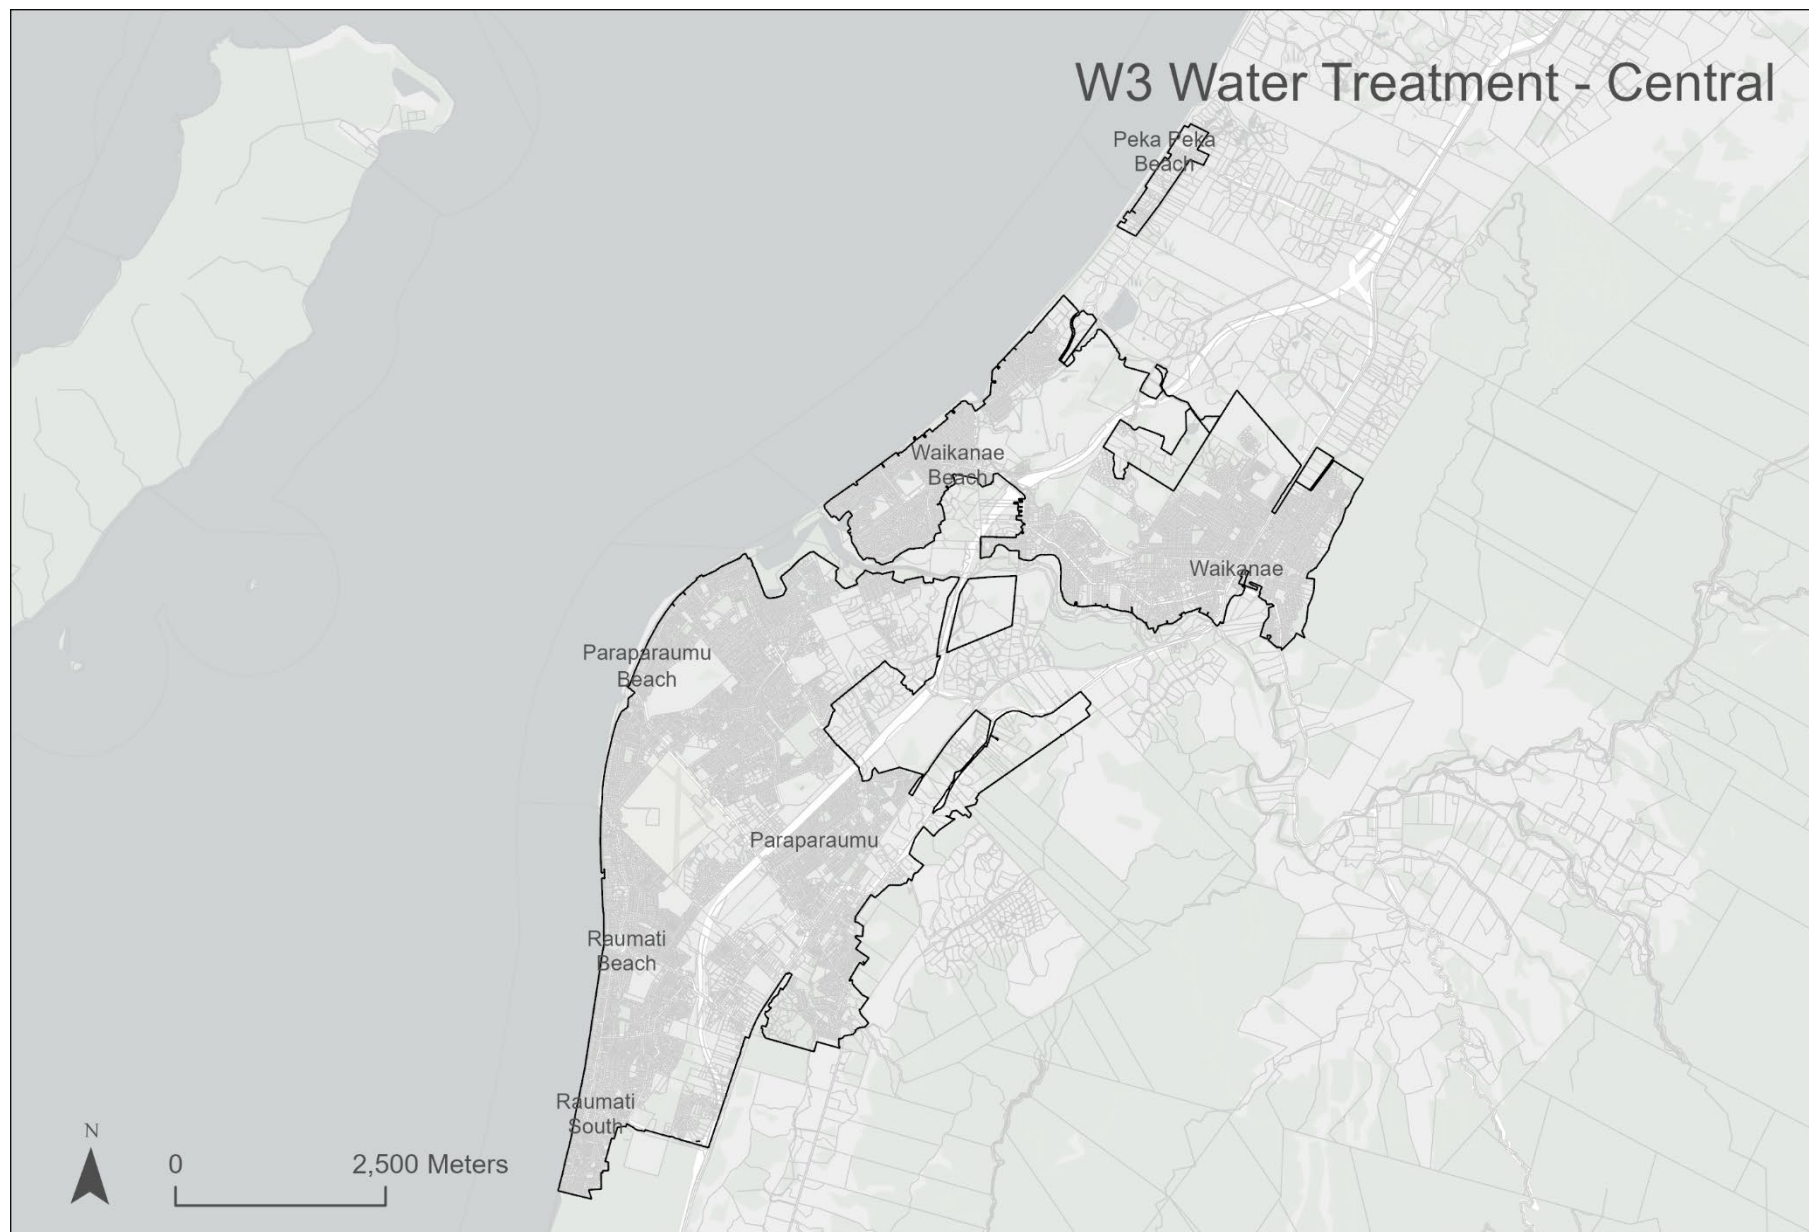 W3 Water Treatment - Central
Peka Peka
Beach
Waikanae
Beach
Waikanae
Paraparaumu
Beach
Paraparaumu
Raumati
Beach
Raumati
South
N
0 2,500 Meters